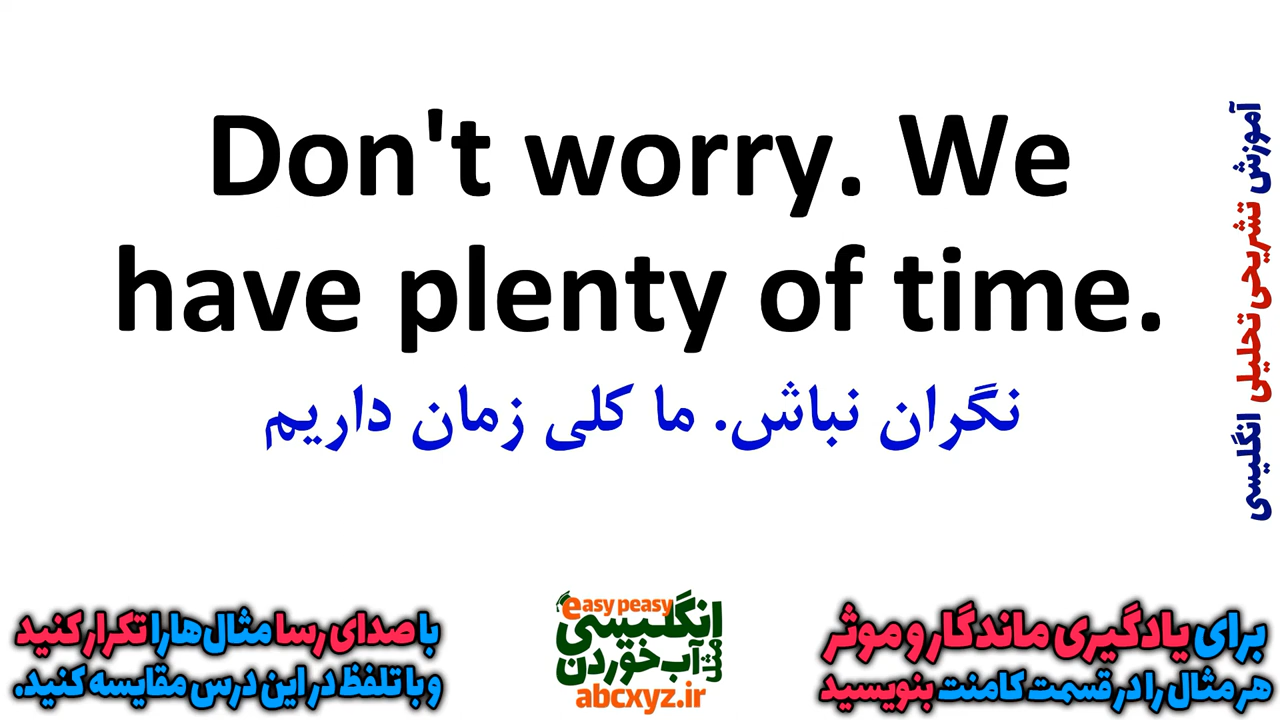 Don't worry. We
have plenty of time.
نگران نباش. ما کلی زمان داریم
آموزش تشریحی تحلیلی انگلیسی
با صدای رسا مثال‌ها را تکرار کنید
و با تلفظ در این درس مقایسه کنید.
easy peasy
انگلیسی
مثل
آب خوردن
abcxyz.ir
برای یادگیری ماندگار و موثر
هر مثال را در قسمت کامنت بنویسید